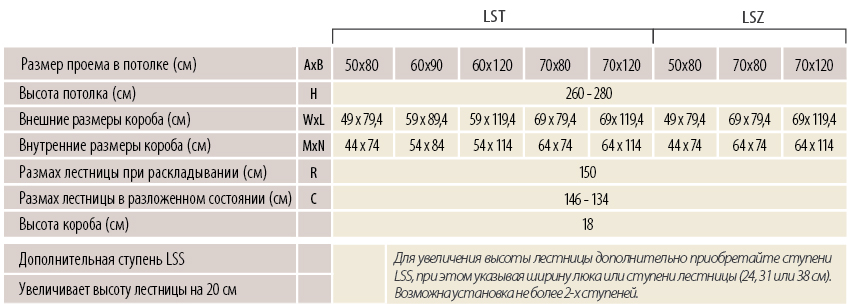 LST LSZ
Размер проема в потолке (см) AxB 50x80 60x90 60x120 70x80 70x120 50x80 70x80 70x120
Высота потолка (см) H 260 - 280
Внешние размеры короба (см) WxL 49 x 79,4 59 x 89,4 59 x 119,4 69 x 79,4 69x 119,4 49 x 79,4 69 x 79,4 69x 119,4
Внутренние размеры короба (см) MxN 44 x 74 54 x 84 54 x 114 64 x 74 64 x 114 44 x 74 64 x 74 64 x 114
Размах лестницы при раскладывании (см) R 150
Размах лестницы в разложенном состоянии (см) C 146 - 134
Высота короба (см) 18
Дополнительная ступень LSS
Увеличивает высоту лестницы на 20 см
Для увеличения высоты лестницы дополнительно приобретайте ступени
LSS, при этом указывая ширину люка или ступени лестницы (24, 31 или 38 см).
Возможна установка не более 2-х ступеней.